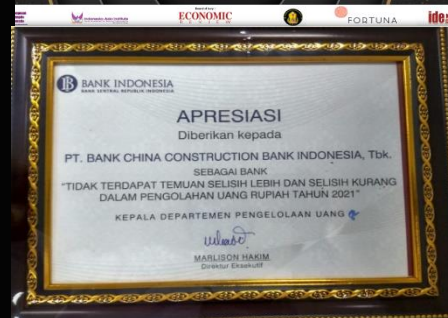 ECONOMIC
REVIEW
FORTUNA
BANK INDONESIA
BANK SENTRAL REPUBLIK INDONESIA
APRESIASI
Diberikan kepada
PT. BANK CHINA CONSTRUCTION BANK INDONESIA, Tbk.
SEBAGAI BANK
"TIDAK TERDAPAT TEMUAN SELISIH LEBIH DAN SELISIH KURANG
DALAM PENGOLAHAN UANG RUPIAH TAHUN 2021"
KEPALA DEPARTEMEN PENGELOLAAN UANG
MARLISON HAKIM
Direktur Eksekutif